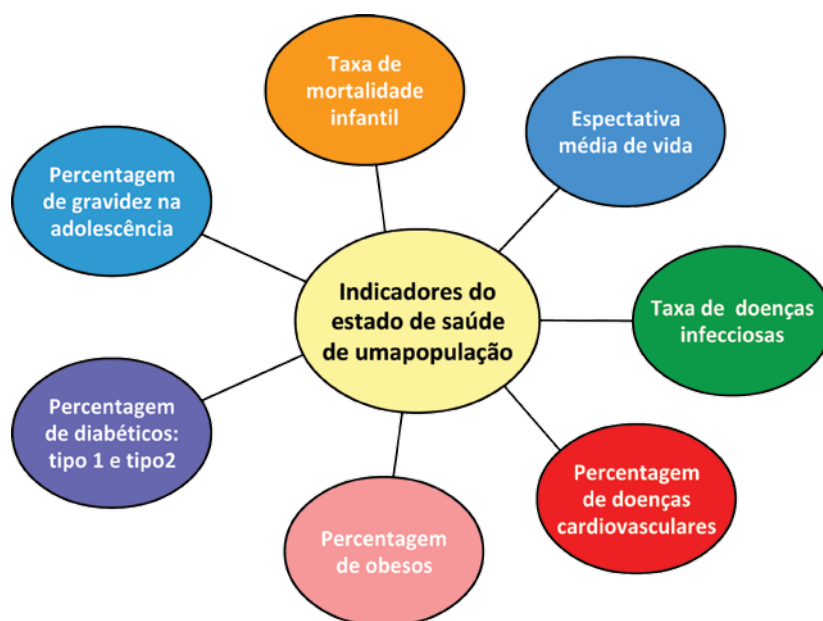 Taxa de
mortalidade
infantil
Espectativa
média de vida
Percentagem
de gravidez na
adolescência
Indicadores do
estado de saúde
de umapopulação
Taxa de doenças
infecciosas
Percentagem
de diabéticos:
tipo 1 e tipo2
Percentagem
de doenças
cardiovasculares
Percentagem
de obesos